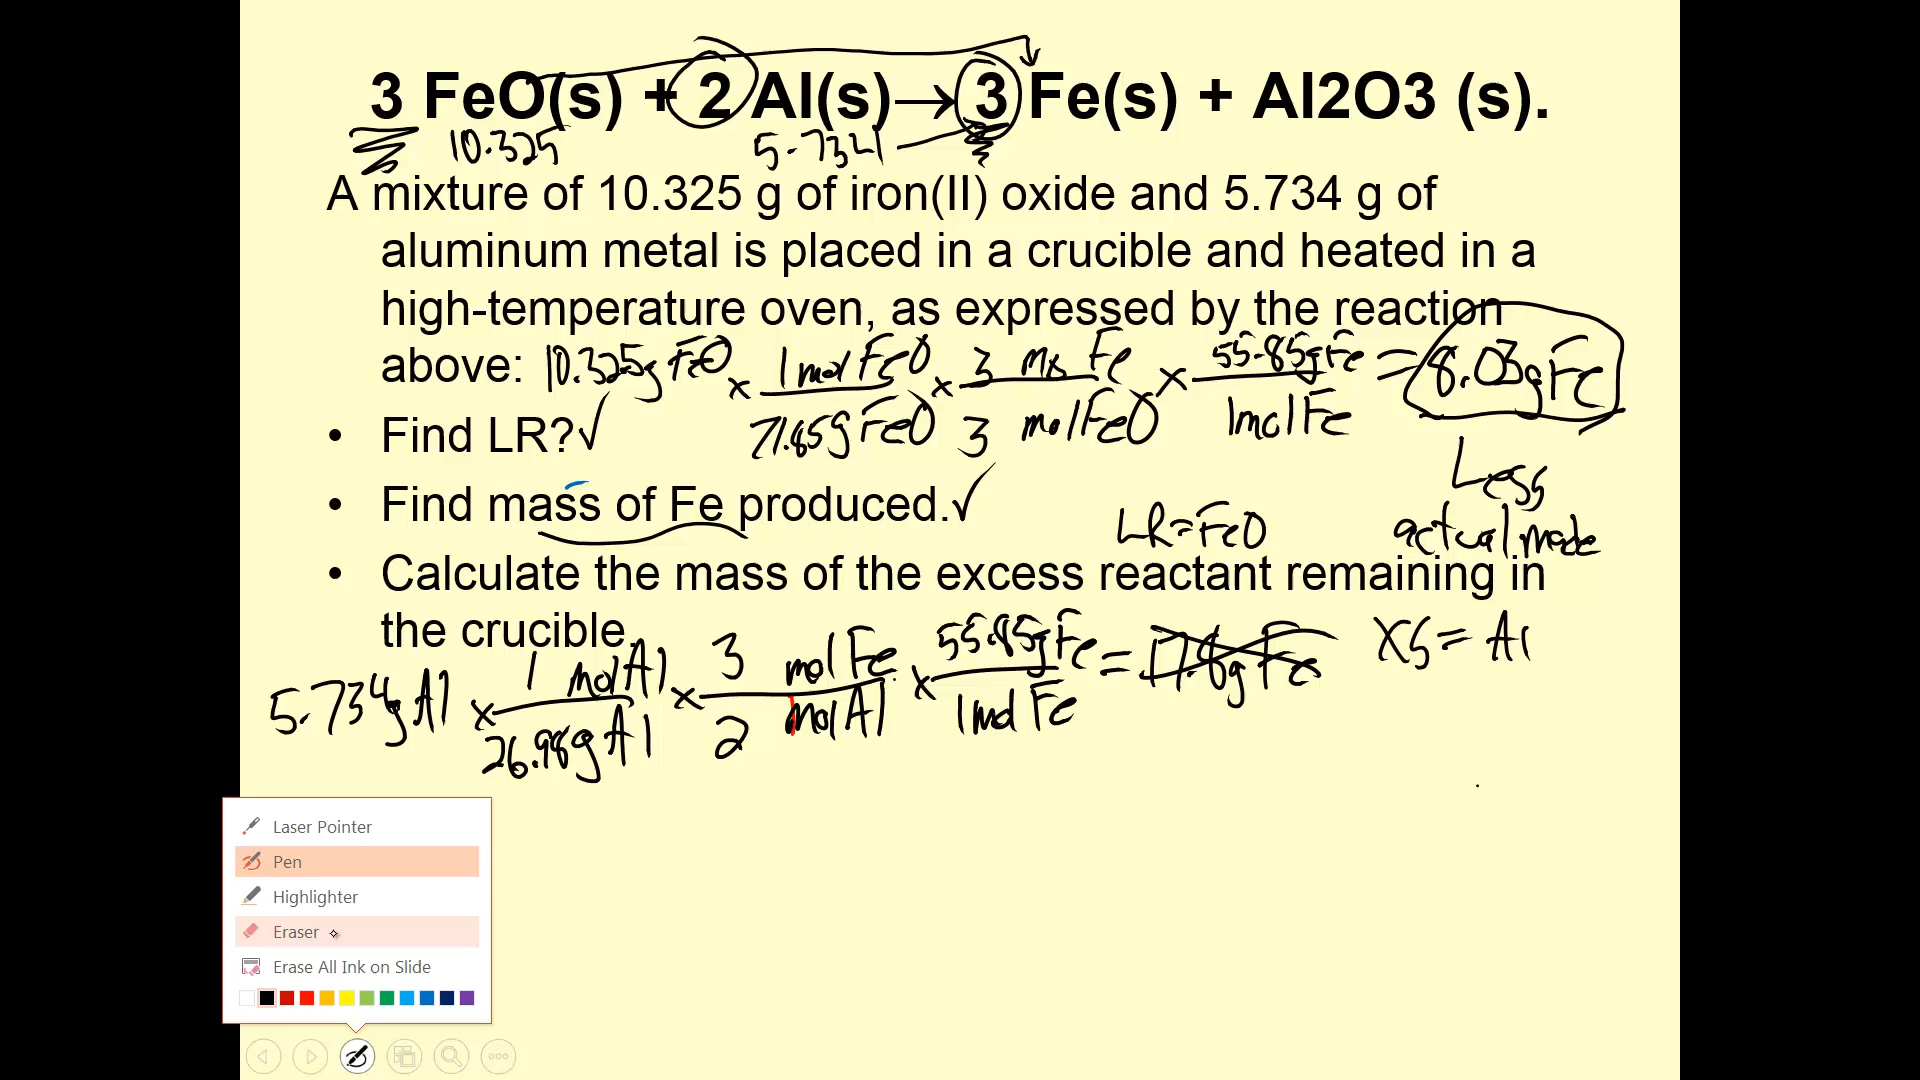 3 FeO(s) + 2 Al(s)→3 Fe(s) + Al2O3 (s).
10.325 5.734
A mixture of 10.325 g of iron(II) oxide and 5.734 g of
aluminum metal is placed in a crucible and heated in a
high-temperature oven, as expressed by the reaction
above: 10.325g FeO x 1 mol FeO x 3 mol Fe x 55.85g Fe = 8.03g Fe
71.85g FeO 3 mol FeO 1mol Fe
• Find LR?✓
Less
• Find mass of Fe produced.✓
LR=FeO actual made
• Calculate the mass of the excess reactant remaining in
the crucible.
5.734g Al x 1 mol Al x 3 mol Fe x 55.85g Fe = 17.8g Fe XS = Al
26.98g Al 2 mol Al 1mol Fe
Laser Pointer
Pen
Highlighter
Eraser
Erase All Ink on Slide